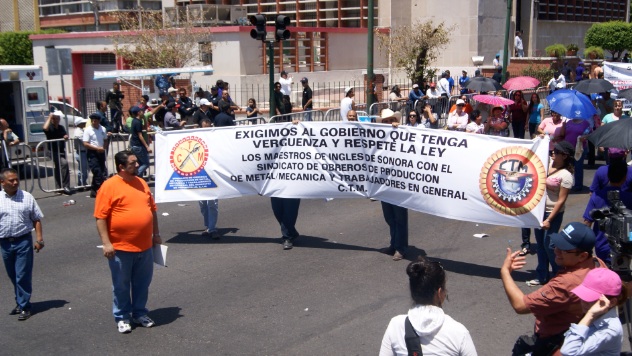 EXIGIMOS AL GOBIERNO QUE TENGA
VERGUENZA Y RESPETE LA LEY
LOS MAESTROS DE INGLES DE SONORA CON EL
SINDICATO DE OBREROS DE PRODUCCION
DE METAL/MECANICA Y TRABAJADORES EN GENERAL
C.T.M.